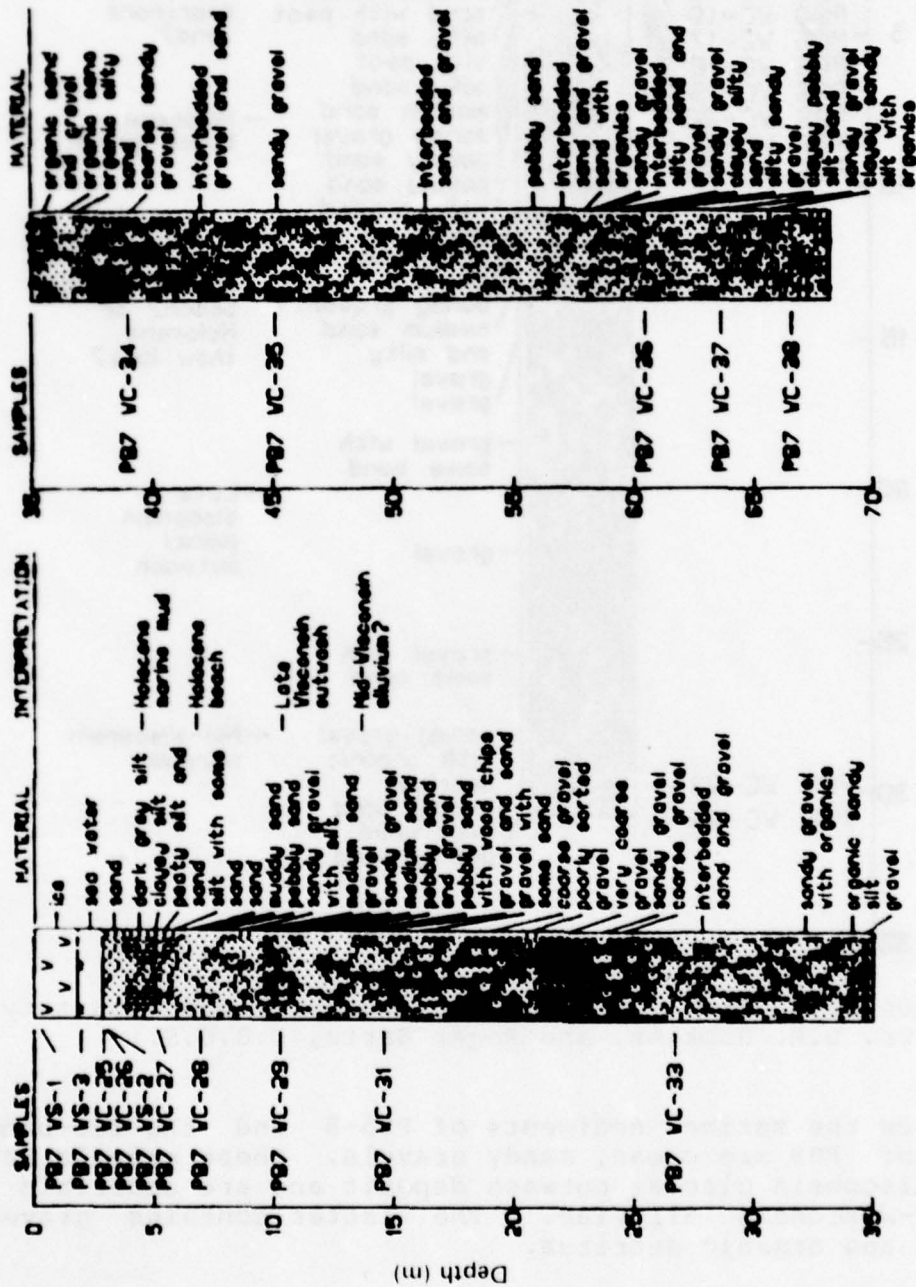 SAMPLES
MATERIAL
INTERPRETATION
Depth (m)
0
5
10
15
20
PB7 VS-1
PB7 VS-3
PB7 VC-25
PB7 VC-26
PB7 VS-2
PB7 VC-27
PB7 VC-28
PB7 VC-29
PB7 VC-31
PB7 VC-33
ice
sea water
sand
dark gray silt
clayey silt and
peaty silt and
sand
silt with some
sand
sand
muddy sand
pebbly sand
sandy gravel
with silt
medium sand
gravel
sandy gravel
medium sand
pebbly sand
and gravel
pebbly sand
with wood chips
gravel and
gravel with sand
some sand
coarse gravel
poorly sorted
gravel
very coarse
gravel
sandy gravel
coarse gravel
interbedded
sand and gravel
sandy gravel
with organics
organic sandy
silt
gravel
Holocene
marine mud
Holocene
beach
Late
Wisconsin
outwash
Mid-Wisconsin
alluvium?
SAMPLES
MATERIAL
35
40
45
50
70
PB7 VC-34
PB7 VC-35
PB7 VC-36
PB7 VC-37
PB7 VC-38
organic sand
and gravel
organic sand
organic silty
sand
coarse sandy
gravel
interbedded
gravel and sand
sandy gravel
interbedded
sand and gravel
pebbly sand
interbedded
sand and gravel
sand with
organics
sandy gravel
interbedded
silty sand and
gravel
sandy gravel
clayey silty
sand
silty sandy
gravel
clayey sand
silt-sand
sandy gravel
clayey sandy
silt with
organics